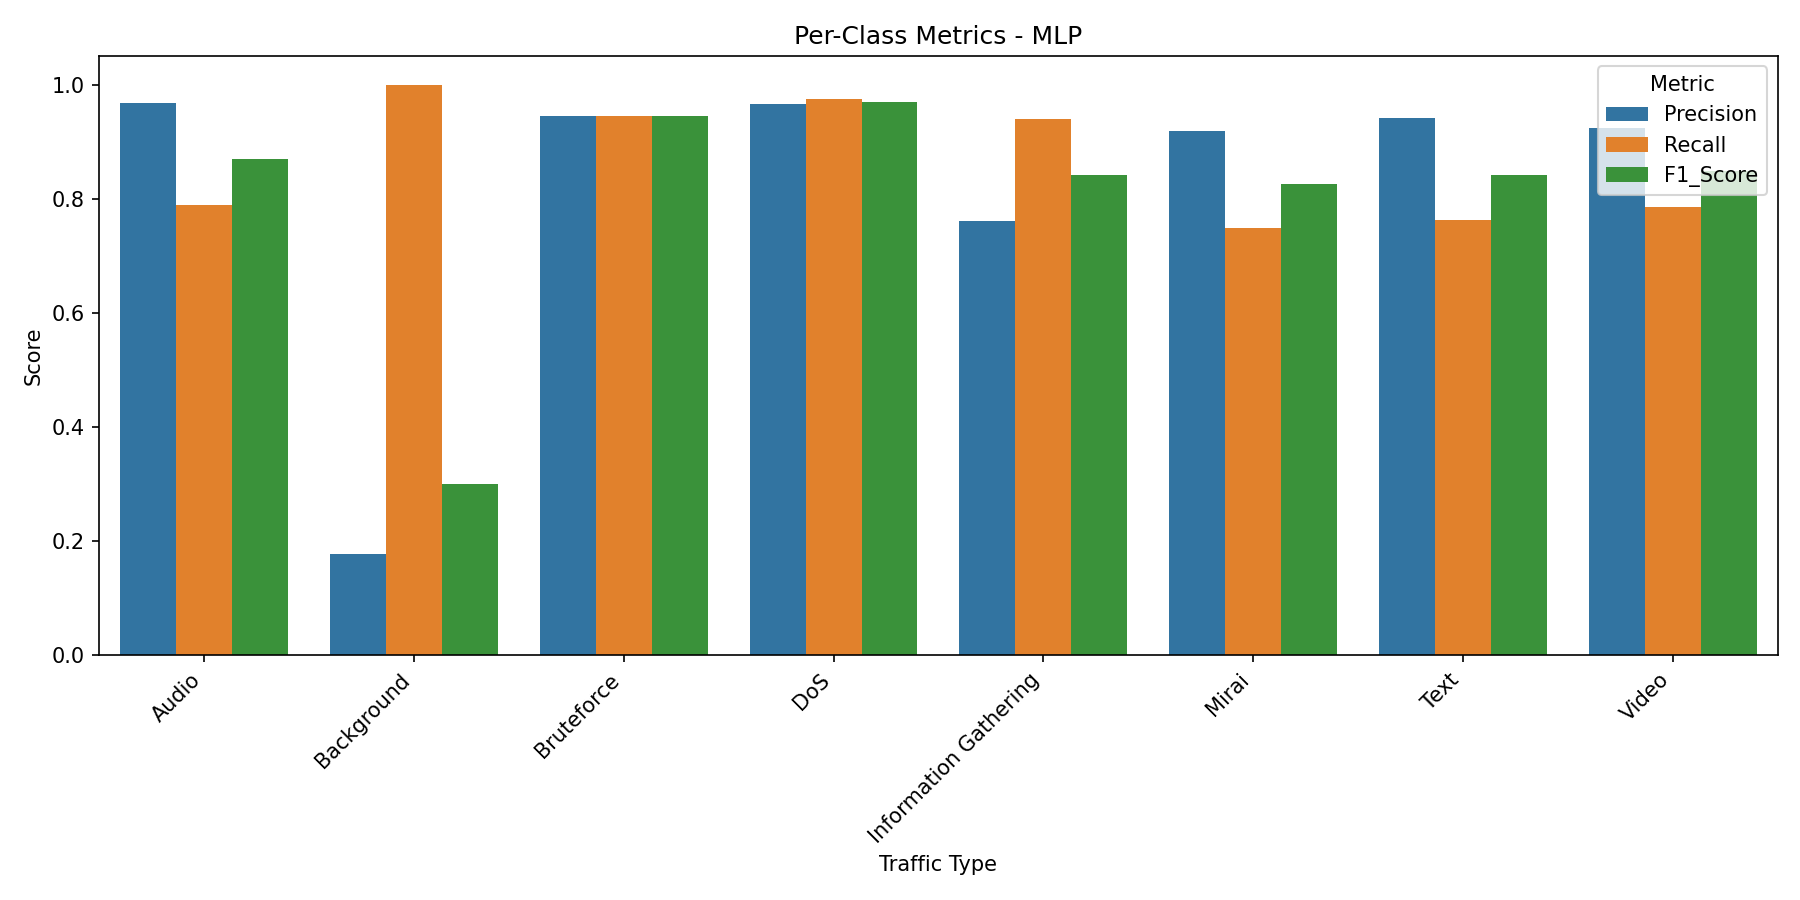 Per-Class Metrics - MLP
Metric
Precision
Recall
F1_Score
Score
1.0
0.8
0.6
0.4
0.2
0.0
Audio
Background
Bruteforce
DoS
Information Gathering
Mirai
Text
Video
Traffic Type